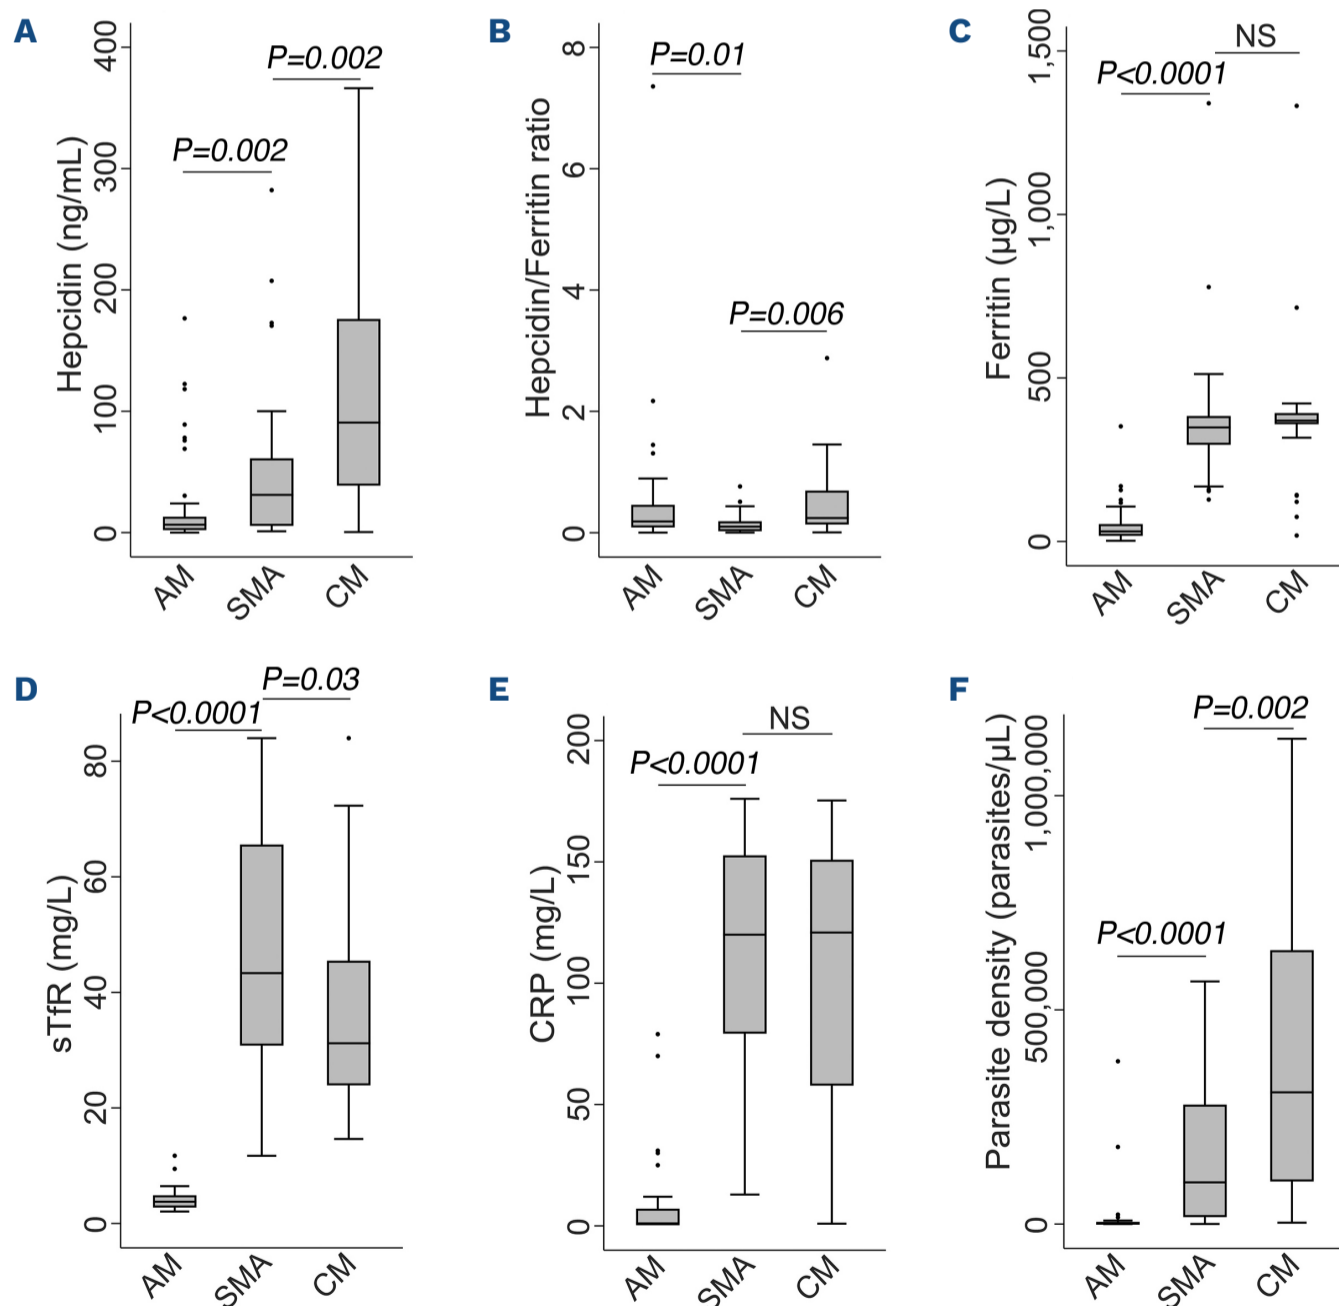 A
Hepcidin (ng/mL)
400
300
200
100
0
P=0.002
P=0.002
AM
SMA
CM
B
Hepcidin/Ferritin ratio
8
6
4
2
0
P=0.01
P=0.006
AM
SMA
CM
C
Ferritin (µg/L)
1,500
1,000
500
0
P<0.0001
NS
AM
SMA
CM
D
sTfR (mg/L)
80
60
40
20
0
P<0.0001
P=0.03
AM
SMA
CM
E
CRP (mg/L)
200
150
100
50
0
P<0.0001
NS
AM
SMA
CM
F
Parasite density (parasites/µL)
1,000,000
500,000
0
P<0.0001
P=0.002
AM
SMA
CM